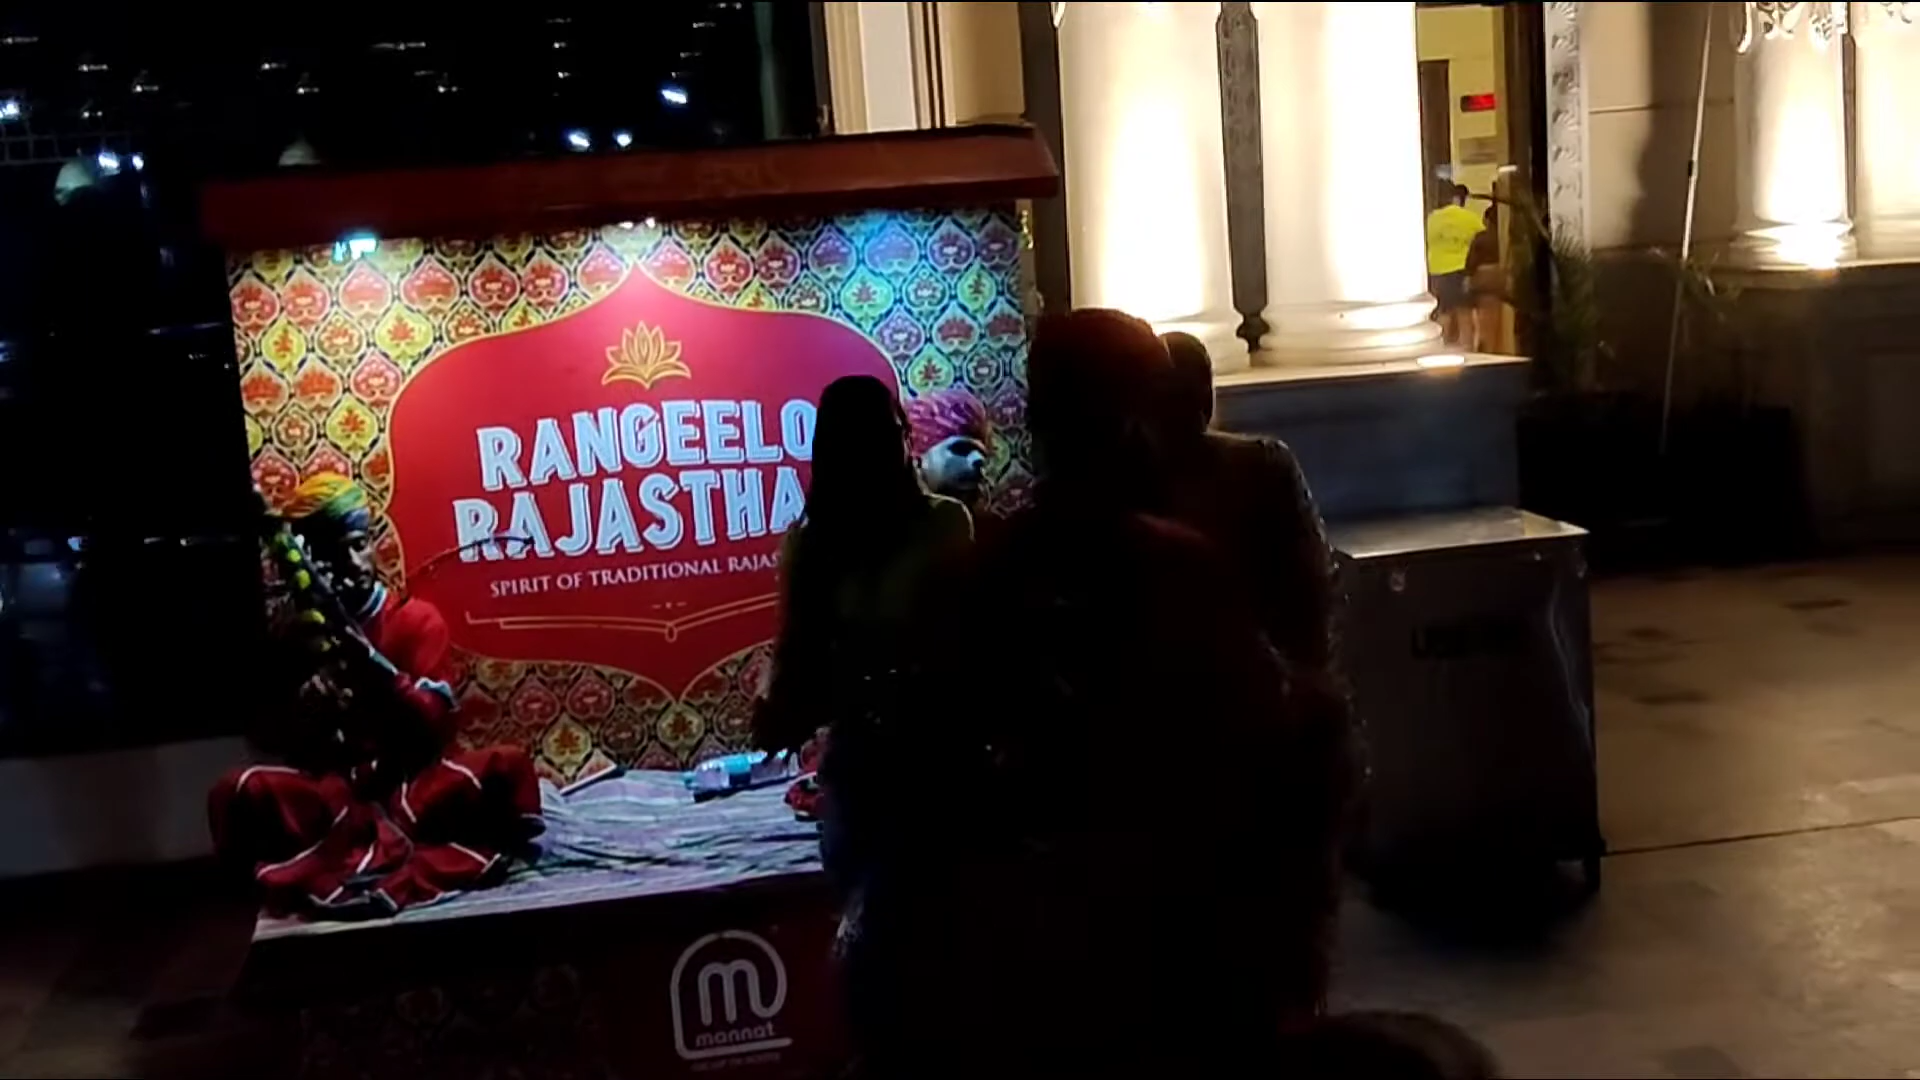 RANGEELO
RAJASTHA
SPIRIT OF TRADITIONAL RAJAS
m
mannat